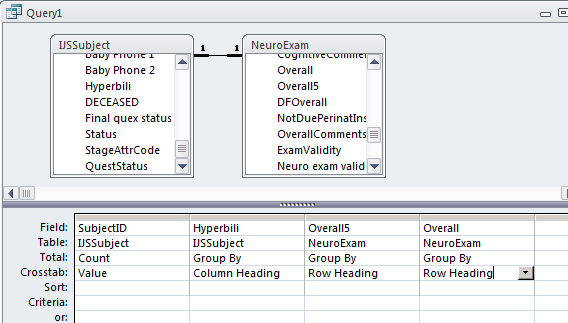 Query1
IJSSubject
Baby Phone 1
Baby Phone 2
Hyperbili
DECEASED
Final quex status
Status
StageAttrCode
QuestStatus
1 1
NeuroExam
CognitiveCommen
Overall
Overall5
DFOverall
NotDuePerinatIns
OverallComments
ExamValidity
Neuro exam valid
Field: SubjectID Hyperbili Overall5 Overall
Table: IJSSubject IJSSubject NeuroExam NeuroExam
Total: Count Group By Group By Group By
Crosstab: Value Column Heading Row Heading Row Heading
Sort:
Criteria:
or: